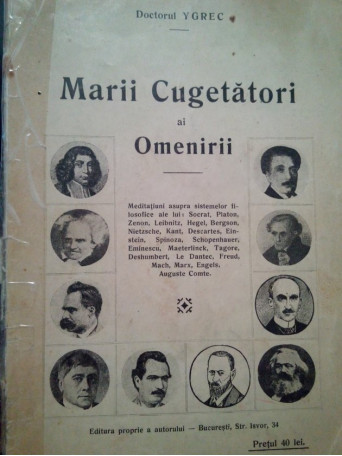 Doctorul YGREC
Marii Cugetători
ai
Omenirii
Meditațiuni asupra sistemelor fi-
losofice ale lui: Socrat, Platon,
Zenon, Leibnitz, Hegel, Bergson,
Nietzsche, Kant, Descartes, Ein-
stein, Spinoza, Schopenhauer,
Eminescu, Maeterlinck, Tagore,
Deshumbert, Le Dantec, Freud,
Mach, Marx, Engels,
Auguste Comte.
Editura proprie a autorului — București, Str. Isvor, 34
Prețul 40 lei.